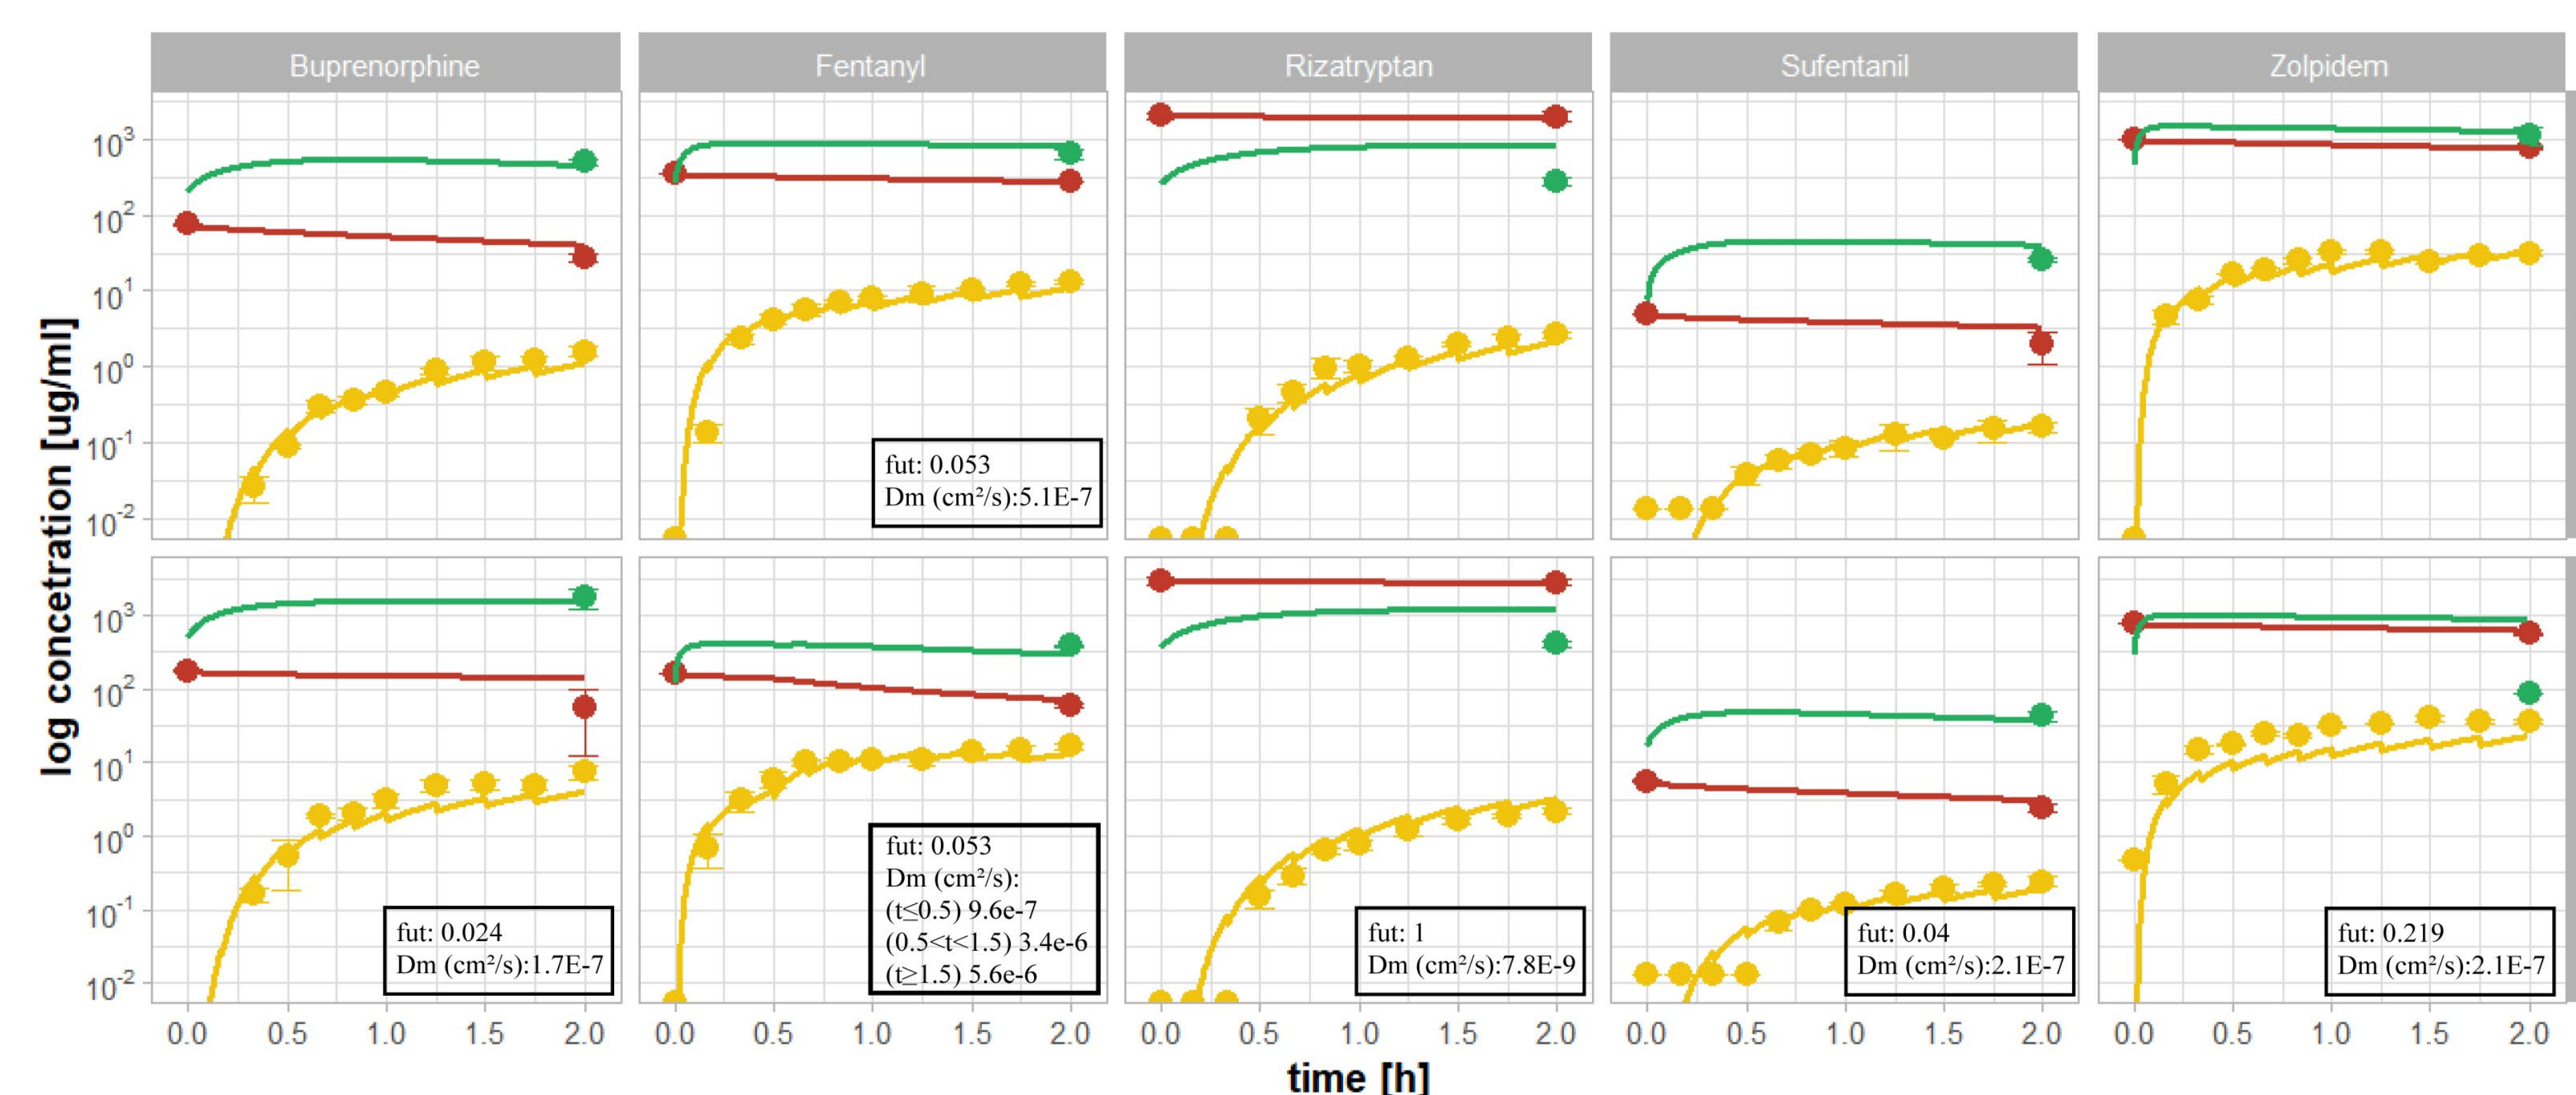 Buprenorphine
Fentanyl
Rizatryptan
Sufentanil
Zolpidem
log concetration [ug/ml]
10³
10²
10¹
10⁰
10⁻¹
10⁻²
fut: 0.053
Dm (cm²/s):5.1E-7
10³
10²
10¹
10⁰
10⁻¹
10⁻²
fut: 0.024
Dm (cm²/s):1.7E-7
fut: 0.053
Dm (cm²/s):
(t≤0.5) 9.6e-7
(0.5<t<1.5) 3.4e-6
(t≥1.5) 5.6e-6
fut: 1
Dm (cm²/s):7.8E-9
fut: 0.04
Dm (cm²/s):2.1E-7
fut: 0.219
Dm (cm²/s):2.1E-7
0.0 0.5 1.0 1.5 2.0
0.0 0.5 1.0 1.5 2.0
0.0 0.5 1.0 1.5 2.0
0.0 0.5 1.0 1.5 2.0
0.0 0.5 1.0 1.5 2.0
time [h]